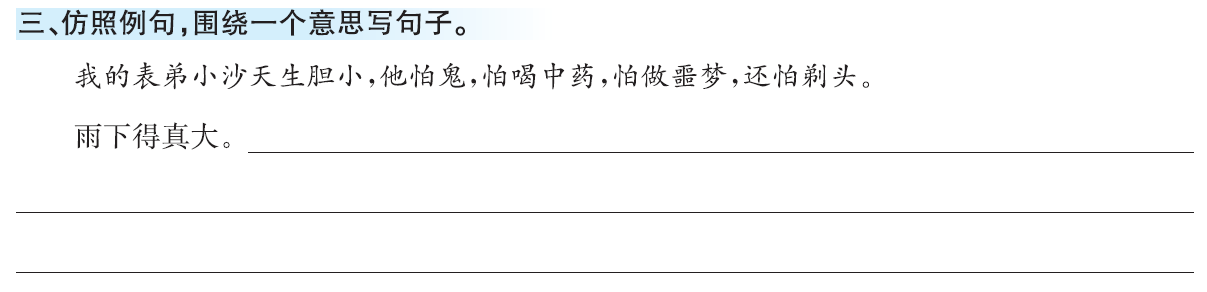 三、仿照例句,围绕一个意思写句子。
我的表弟小沙天生胆小,他怕鬼,怕喝中药,怕做噩梦,还怕剃头。
雨下得真大。